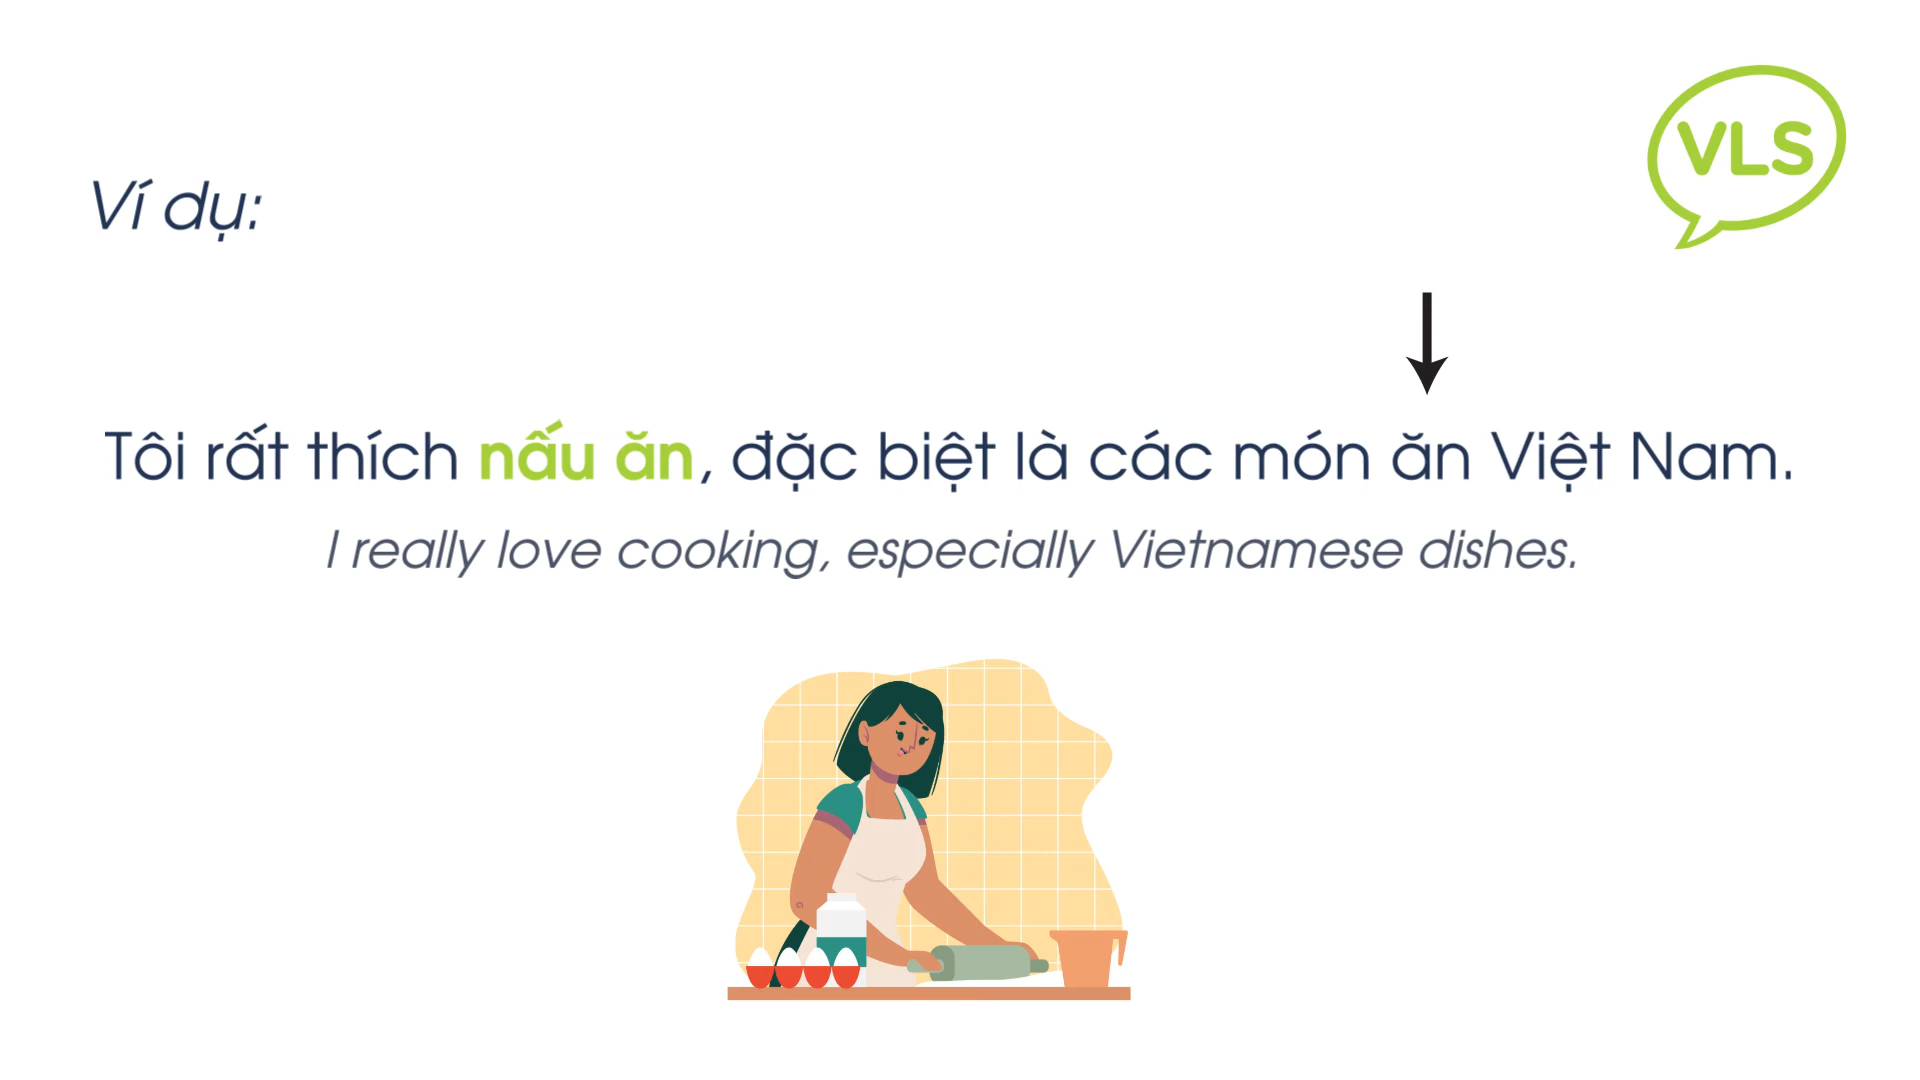 VLS
Ví dụ:
Tôi rất thích nấu ăn, đặc biệt là các món ăn Việt Nam.
I really love cooking, especially Vietnamese dishes.